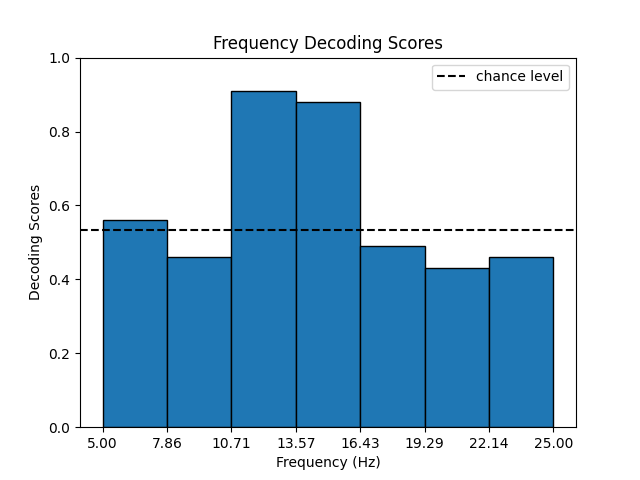 Frequency Decoding Scores
chance level
1.0
0.8
0.6
0.4
0.2
0.0
Decoding Scores
5.00 7.86 10.71 13.57 16.43 19.29 22.14 25.00
Frequency (Hz)